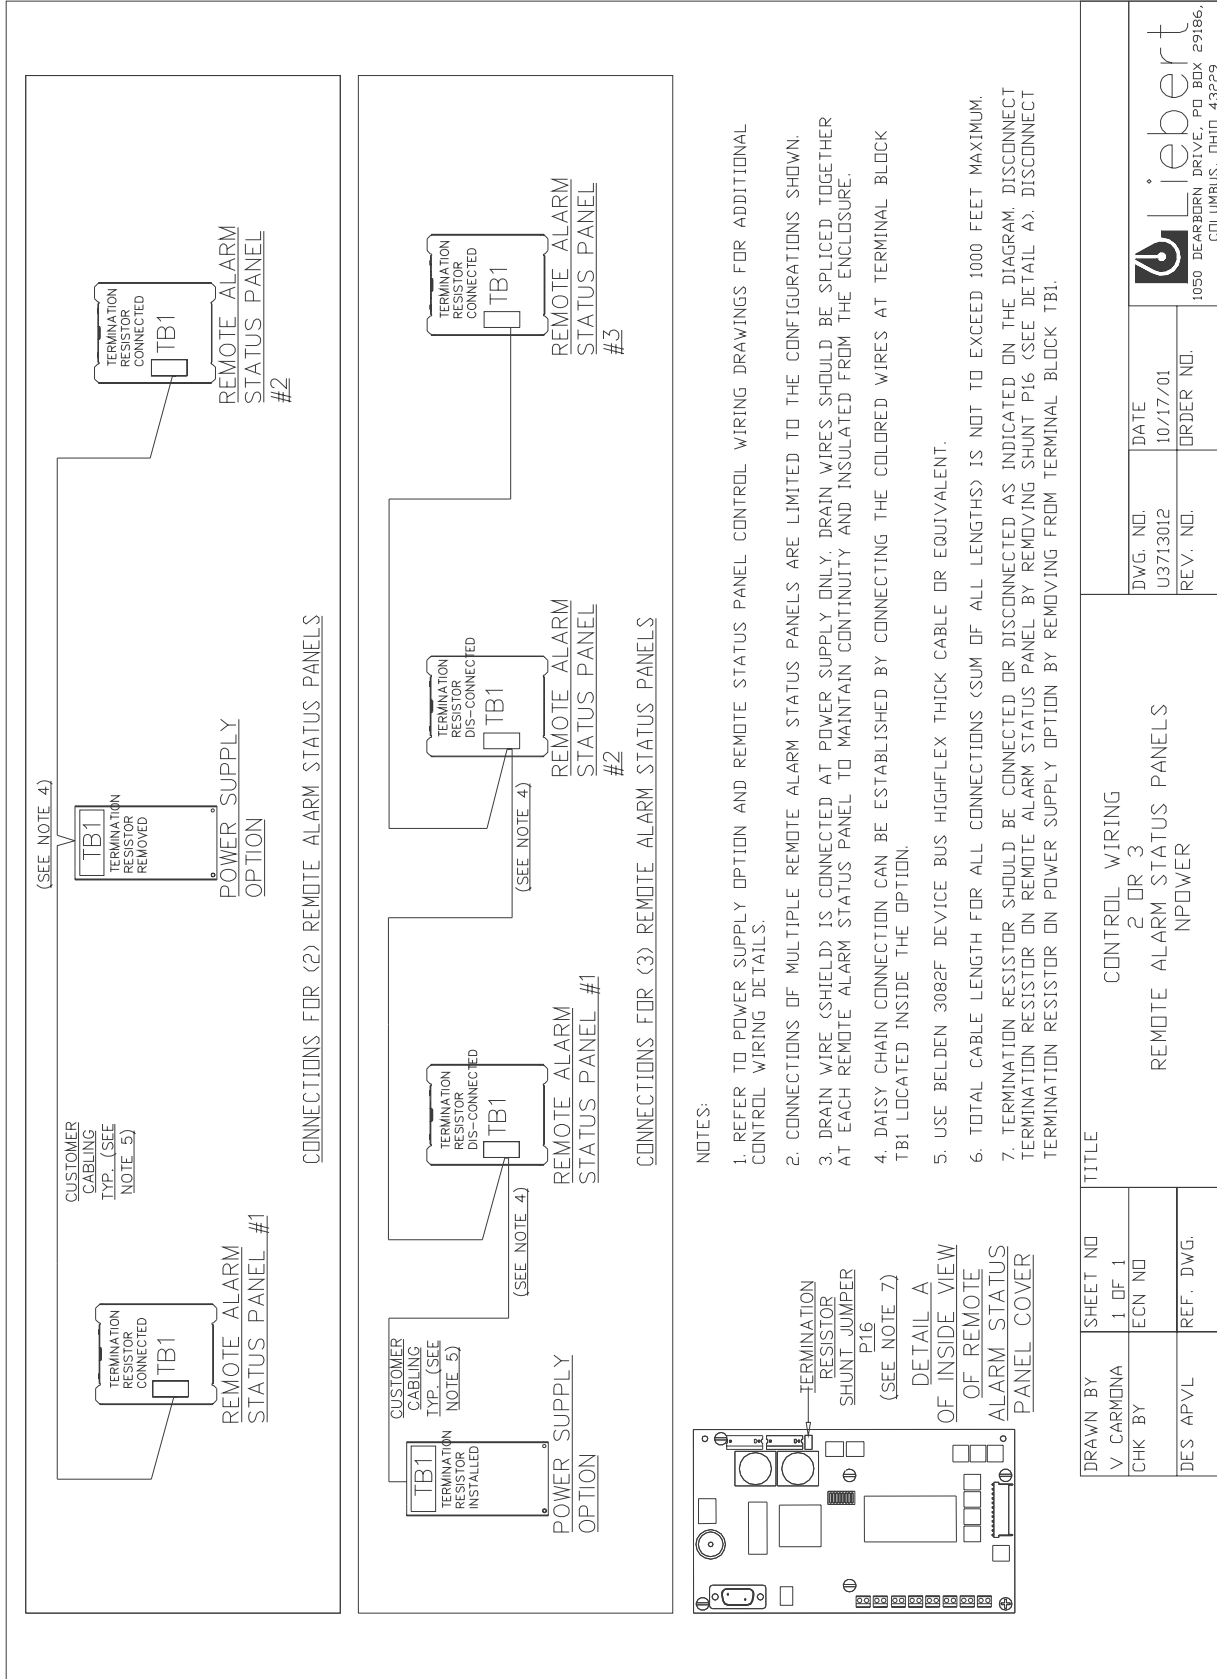 (SEE NOTE 4)
CUSTOMER
CABLING
TYP. (SEE
NOTE 5)
TERMINATION
RESISTOR
CONNECTED
TB1
REMOTE ALARM
STATUS PANEL #1
TB1
TERMINATION
RESISTOR
REMOVED
POWER SUPPLY
OPTION
TERMINATION
RESISTOR
CONNECTED
TB1
REMOTE ALARM
STATUS PANEL
#2
CONNECTIONS FOR (2) REMOTE ALARM STATUS PANELS
CUSTOMER
CABLING
TYP. (SEE
NOTE 5)
TB1
TERMINATION
RESISTOR
INSTALLED
POWER SUPPLY
OPTION
(SEE NOTE 4)
TERMINATION
RESISTOR
DIS-CONNECTED
TB1
REMOTE ALARM
STATUS PANEL #1
(SEE NOTE 4)
TERMINATION
RESISTOR
DIS-CONNECTED
TB1
REMOTE ALARM
STATUS PANEL
#2
TERMINATION
RESISTOR
CONNECTED
TB1
REMOTE ALARM
STATUS PANEL
#3
CONNECTIONS FOR (3) REMOTE ALARM STATUS PANELS
TERMINATION
RESISTOR
SHUNT JUMPER
P16
(SEE NOTE 7)
DETAIL A
OF INSIDE VIEW
OF REMOTE
ALARM STATUS
PANEL COVER
NOTES:
1. REFER TO POWER SUPPLY OPTION AND REMOTE STATUS PANEL CONTROL WIRING DRAWINGS FOR ADDITIONAL
CONTROL WIRING DETAILS.
2. CONNECTIONS OF MULTIPLE REMOTE ALARM STATUS PANELS ARE LIMITED TO THE CONFIGURATIONS SHOWN.
3. DRAIN WIRE (SHIELD) IS CONNECTED AT POWER SUPPLY ONLY. DRAIN WIRES SHOULD BE SPLICED TOGETHER
AT EACH REMOTE ALARM STATUS PANEL TO MAINTAIN CONTINUITY AND INSULATED FROM THE ENCLOSURE.
4. DAISY CHAIN CONNECTION CAN BE ESTABLISHED BY CONNECTING THE COLORED WIRES AT TERMINAL BLOCK
TB1 LOCATED INSIDE THE OPTION.
5. USE BELDEN 3082F DEVICE BUS HIGHFLEX THICK CABLE OR EQUIVALENT.
6. TOTAL CABLE LENGTH FOR ALL CONNECTIONS (SUM OF ALL LENGTHS) IS NOT TO EXCEED 1000 FEET MAXIMUM.
7. TERMINATION RESISTOR SHOULD BE CONNECTED OR DISCONNECTED AS INDICATED ON THE DIAGRAM. DISCONNECT
TERMINATION RESISTOR ON REMOTE ALARM STATUS PANEL BY REMOVING SHUNT P16 (SEE DETAIL A). DISCONNECT
TERMINATION RESISTOR ON POWER SUPPLY OPTION BY REMOVING FROM TERMINAL BLOCK TB1.
DRAWN BY
V CARMONA
CHK BY
DES APVL
SHEET NO
1 OF 1
ECN NO
REF. DWG.
TITLE
CONTROL WIRING
2 OR 3
REMOTE ALARM STATUS PANELS
NPOWER
DWG. NO.
U3713012
REV. NO.
DATE
10/17/01
ORDER NO.
Liebert
1050 DEARBORN DRIVE, PO BOX 29186,
COLUMBUS, OHIO 43229